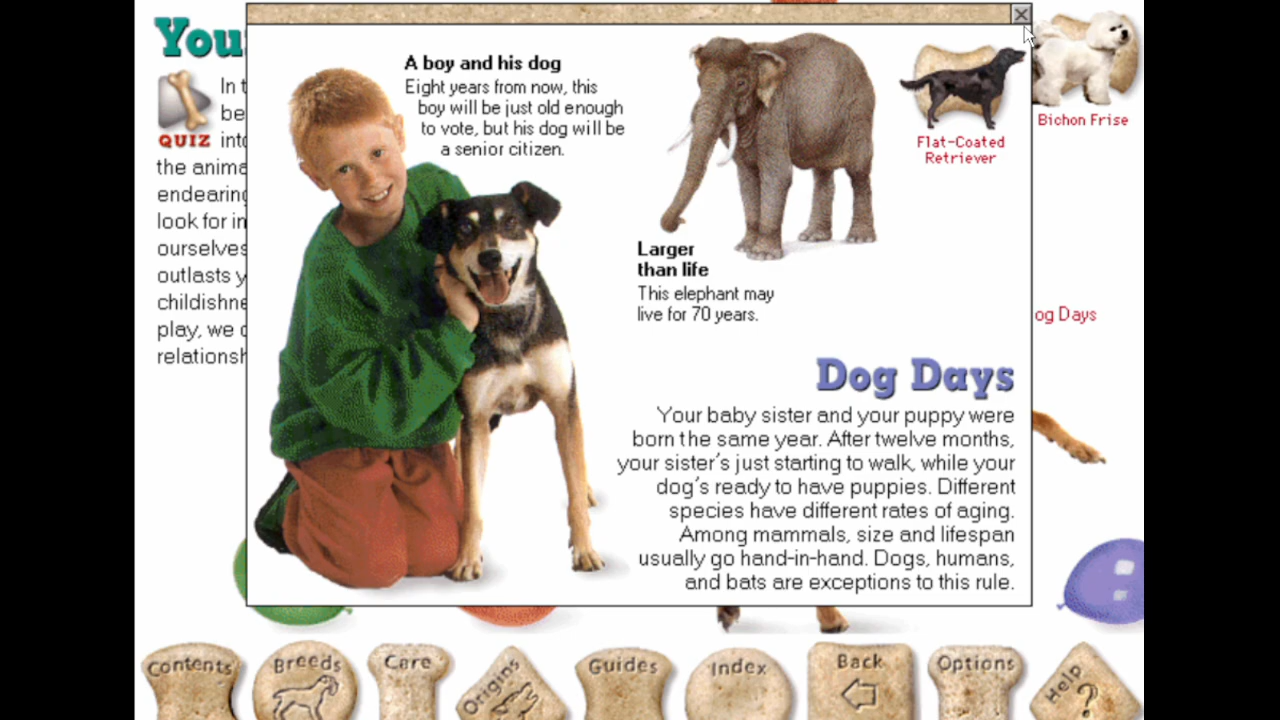 You
QUIZ
In t
be
into
the anima
endearing
look for in
ourselves
outlasts y
childishne
play, we c
relationsh
A boy and his dog
Eight years from now, this
boy will be just old enough
to vote, but his dog will be
a senior citizen.
Larger
than life
This elephant may
live for 70 years.
Flat-Coated
Retriever
Bichon Frise
og Days
Dog Days
Your baby sister and your puppy were
born the same year. After twelve months,
your sister's just starting to walk, while your
dog's ready to have puppies. Different
species have different rates of aging.
Among mammals, size and lifespan
usually go hand-in-hand. Dogs, humans,
and bats are exceptions to this rule.
Contents
Breeds
Care
Origins
Guides
Index
Back
Options
Help
?